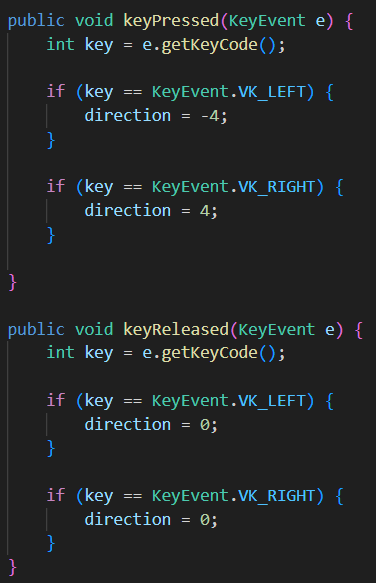 public void keyPressed(KeyEvent e) {
    int key = e.getKeyCode();

    if (key == KeyEvent.VK_LEFT) {
        direction = -4;
    }

    if (key == KeyEvent.VK_RIGHT) {
        direction = 4;
    }

}

public void keyReleased(KeyEvent e) {
    int key = e.getKeyCode();

    if (key == KeyEvent.VK_LEFT) {
        direction = 0;
    }

    if (key == KeyEvent.VK_RIGHT) {
        direction = 0;
    }
}